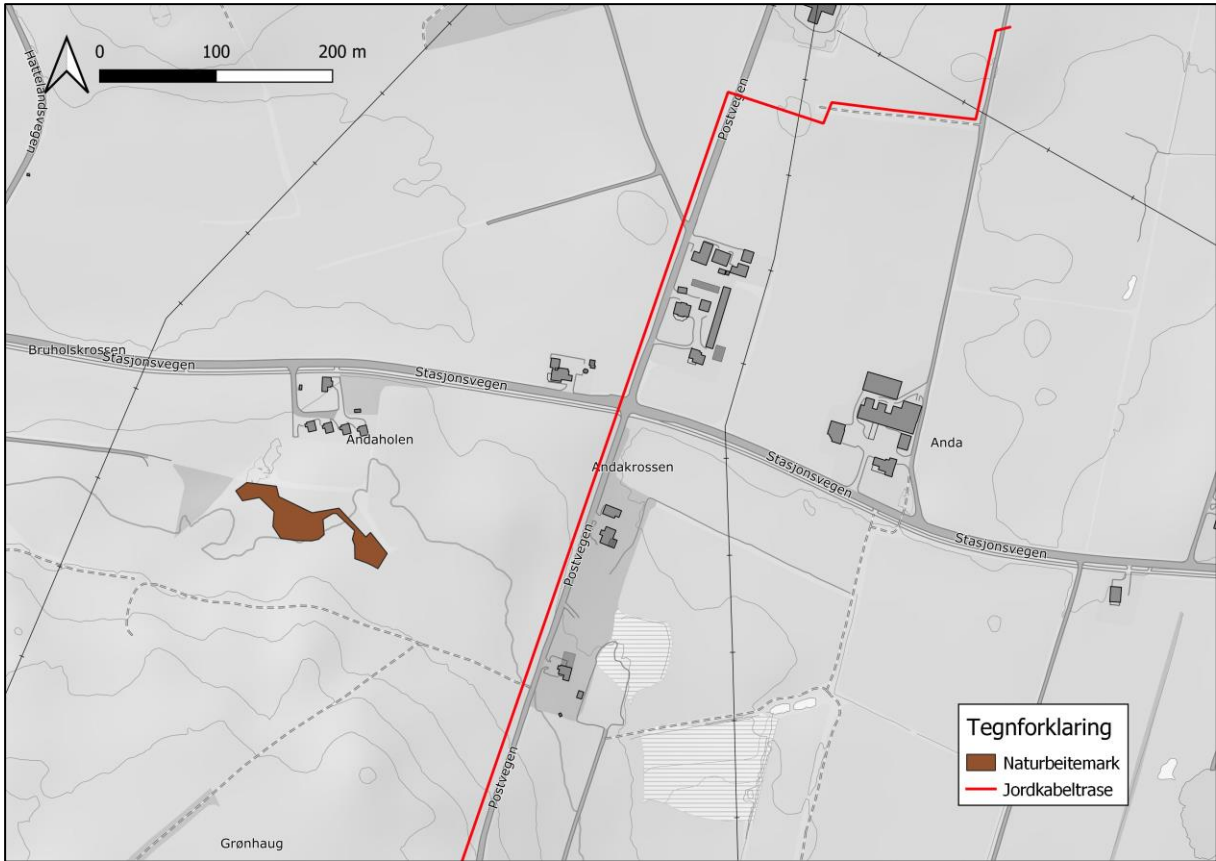 0 100 200 m
Hattelandsvegen
Postvegen
Bruholskrossen
Stasjonsvegen
Stasjonsvegen
Andaholen
Andakrossen
Anda
Stasjonsvegen
Stasjonsvegen
Postvegen
Postvegen
Grønhaug
Tegnforklaring
Naturbeitemark
Jordkabeltrase